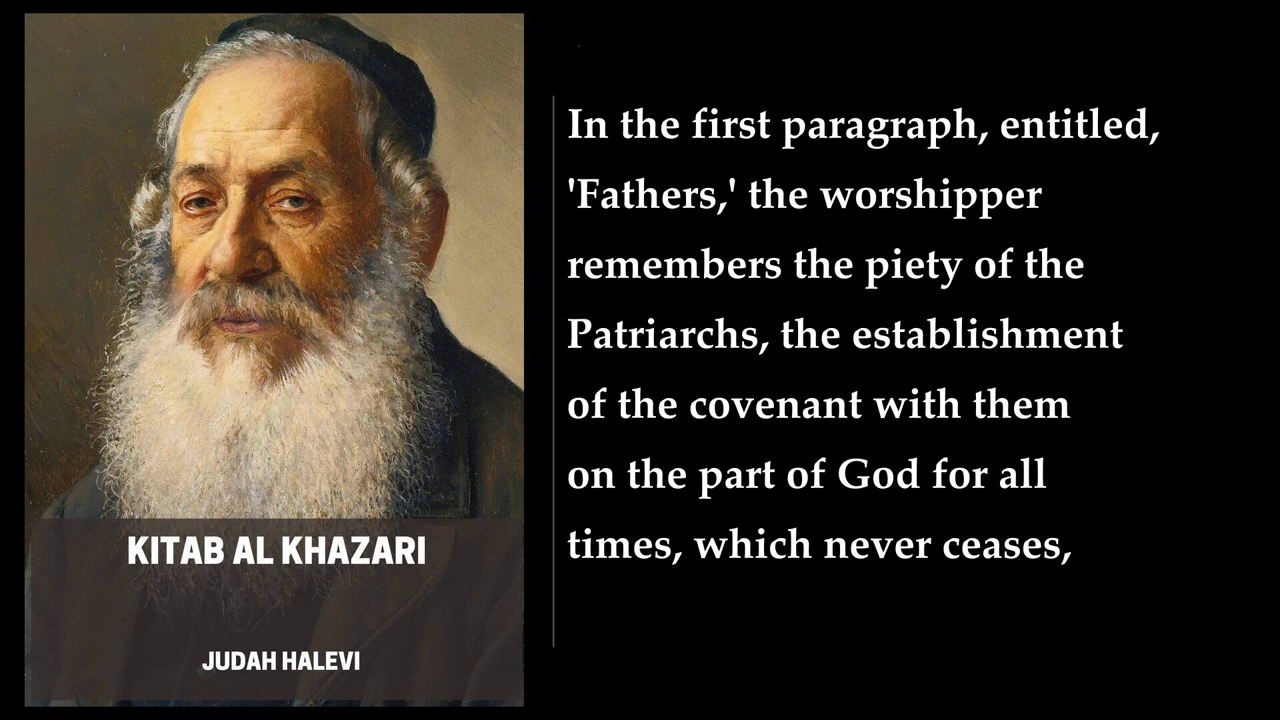 KITAB AL KHAZARI
JUDAH HALEVI
In the first paragraph, entitled,
'Fathers,' the worshipper
remembers the piety of the
Patriarchs, the establishment
of the covenant with them
on the part of God for all
times, which never ceases,